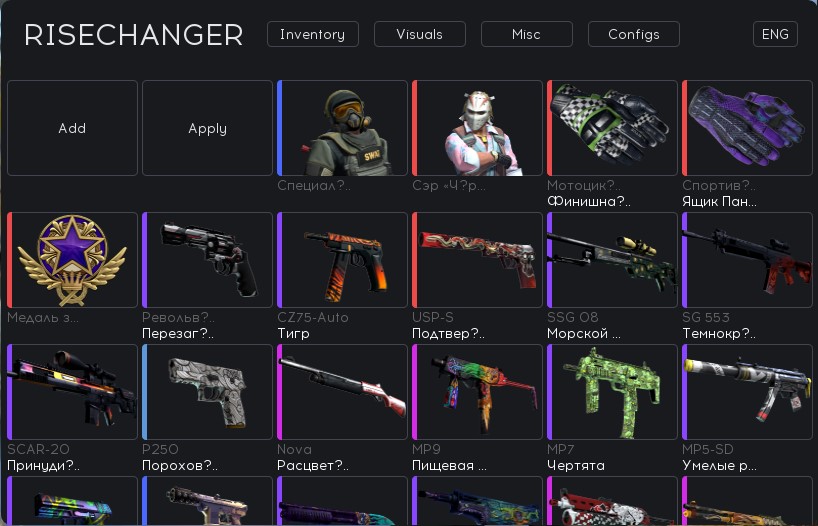 RISECHANGER
Inventory
Visuals
Misc
Configs
ENG
Add
Apply
Специал?..
Сэр «Ч?р...
Мотоцик?..
Финишна?..
Спортив?..
Ящик Пан...
Медаль з...
Револьв?..
Перезаг?..
CZ75-Auto
Тигр
USP-S
Подтвер?..
SSG 08
Морской ...
SG 553
Темнокр?..
SCAR-20
Принуди?..
P250
Порохов?..
Nova
Расцвет?..
MP9
Пищевая ...
MP7
Чертята
MP5-SD
Умелые р...
SWAT